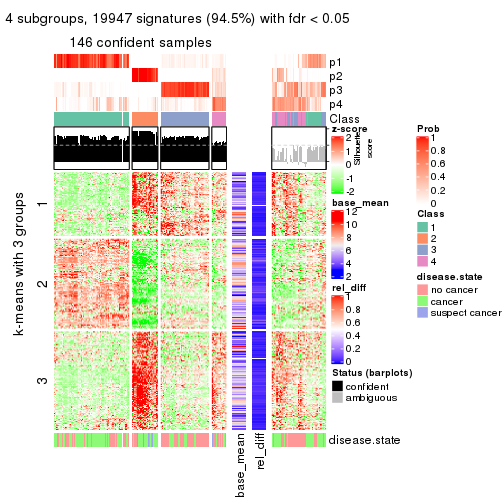 4 subgroups, 19947 signatures (94.5%) with fdr < 0.05
146 confident samples
p1
p2
p3
p4
Class
Silhouette score
k-means with 3 groups
1
2
3
disease.state
base_mean
rel_diff
z-score
2
1
0
-1
-2
base_mean
12
10
8
6
4
2
rel_diff
1
0.8
0.6
0.4
0.2
0
Status (barplots)
confident
ambiguous
Prob
1
0.8
0.6
0.4
0.2
0
Class
1
2
3
4
disease.state
no cancer
cancer
suspect cancer